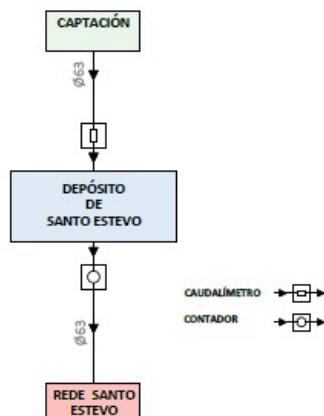 CAPTACIÓN
Ø63
DEPÓSITO
DE
SANTO ESTEVO
CAUDALÍMETRO
CONTADOR
Ø63
REDE SANTO
ESTEVO